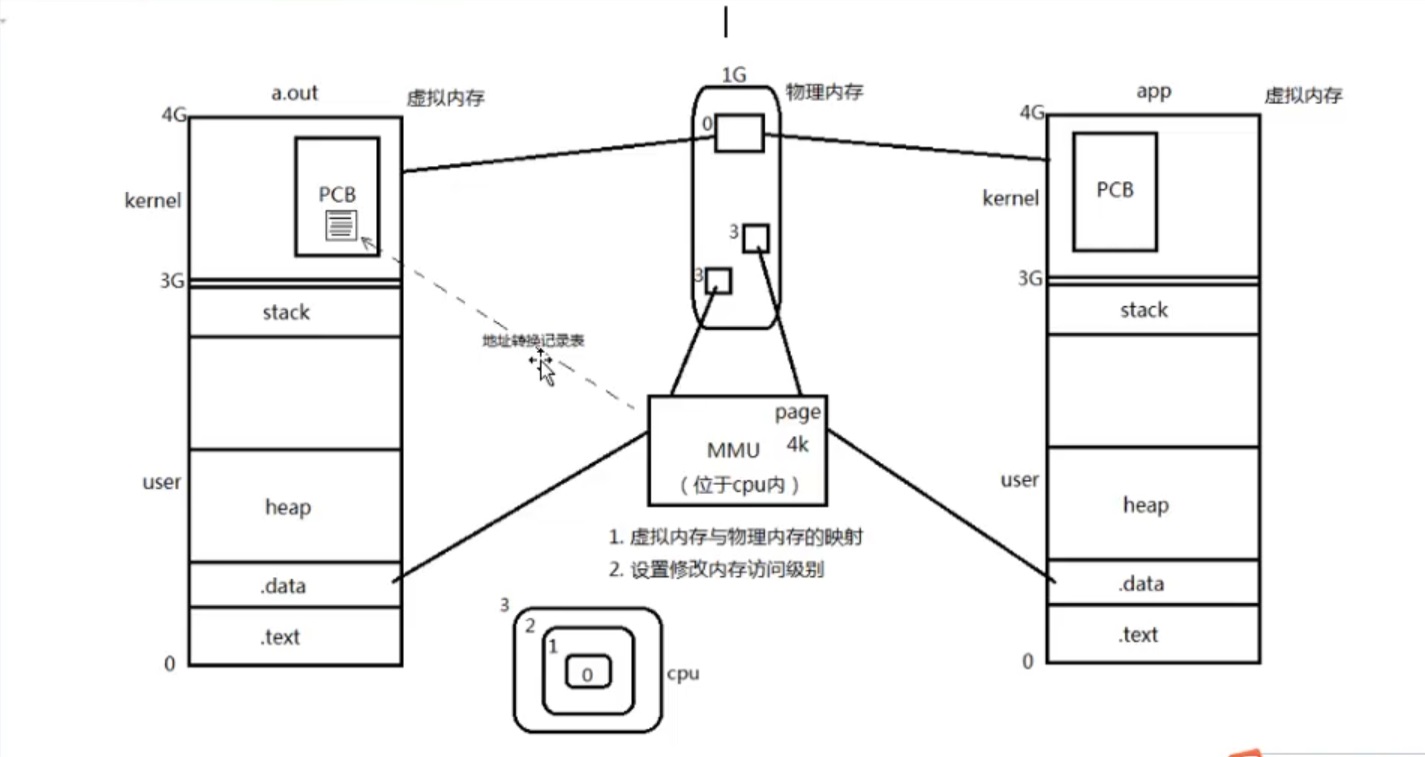 1G
a.out
虚拟内存
物理内存
app
虚拟内存
4G
0
4G
PCB
PCB
kernel
kernel
3
3G
3
3G
stack
stack
地址转换记录表
page
MMU
4k
（位于cpu内）
user
user
heap
heap
1. 虚拟内存与物理内存的映射
2. 设置修改内存访问级别
.data
.data
3
2
1
0
cpu
.text
.text
0
0